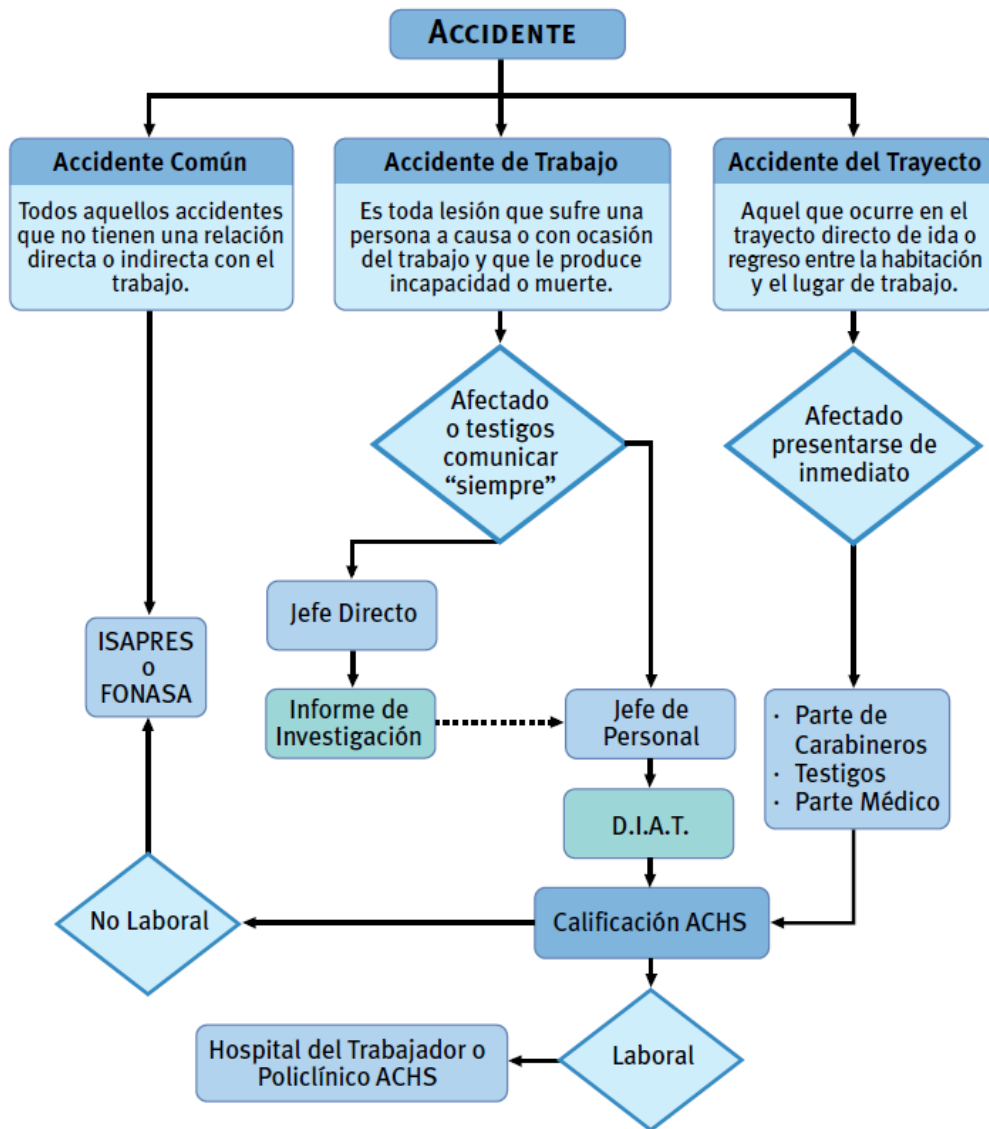 ACCIDENTE
Accidente Común
Todos aquellos accidentes
que no tienen una relación
directa o indirecta con el
trabajo.
Accidente de Trabajo
Es toda lesión que sufre una
persona a causa o con ocasión
del trabajo y que le produce
incapacidad o muerte.
Accidente del Trayecto
Aquel que ocurre en el
trayecto directo de ida o
regreso entre la habitación
y el lugar de trabajo.
Afectado
o testigos
comunicar
“siempre”
Afectado
presentarse de
inmediato
Jefe Directo
ISAPRES
o
FONASA
Informe de
Investigación
Jefe de
Personal
· Parte de
Carabineros
· Testigos
· Parte Médico
D.I.A.T.
No Laboral
Calificación ACHS
Hospital del Trabajador o
Policlínico ACHS
Laboral